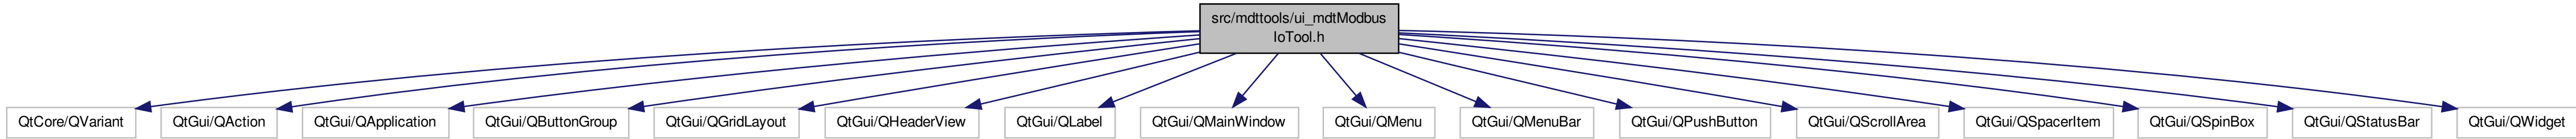 src/mdttools/ui_mdtModbus
IoTool.h
QtCore/QVariant
QtGui/QAction
QtGui/QApplication
QtGui/QButtonGroup
QtGui/QGridLayout
QtGui/QHeaderView
QtGui/QLabel
QtGui/QMainWindow
QtGui/QMenu
QtGui/QMenuBar
QtGui/QPushButton
QtGui/QScrollArea
QtGui/QSpacerItem
QtGui/QSpinBox
QtGui/QStatusBar
QtGui/QWidget